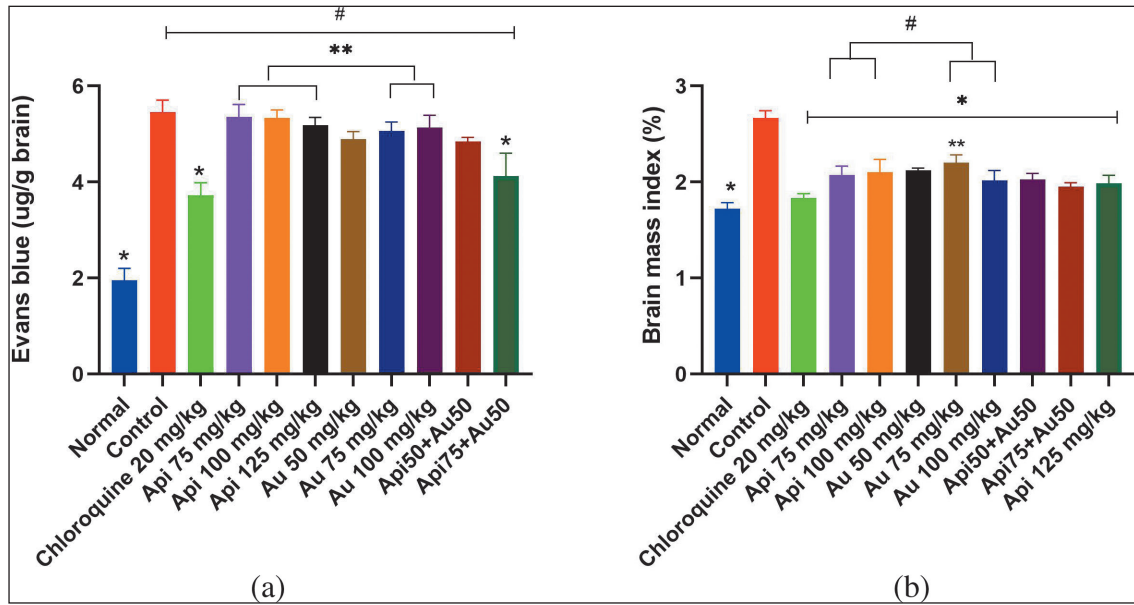 #
**
6
4
2
0
Evans blue (ug/g brain)
*
*
*
Normal
Control
Chloroquine 20 mg/kg
Api 75 mg/kg
Api 100 mg/kg
Api 125 mg/kg
Au 50 mg/kg
Au 75 mg/kg
Au 100 mg/kg
Api50+Au50
Api75+Au50
(a)
#
*
**
*
3
2
1
0
Brain mass index (%)
Normal
Control
Chloroquine 20 mg/kg
Api 75 mg/kg
Api 100 mg/kg
Au 50 mg/kg
Au 75 mg/kg
Au 100 mg/kg
Api50+Au50
Api75+Au50
Api 125 mg/kg
(b)